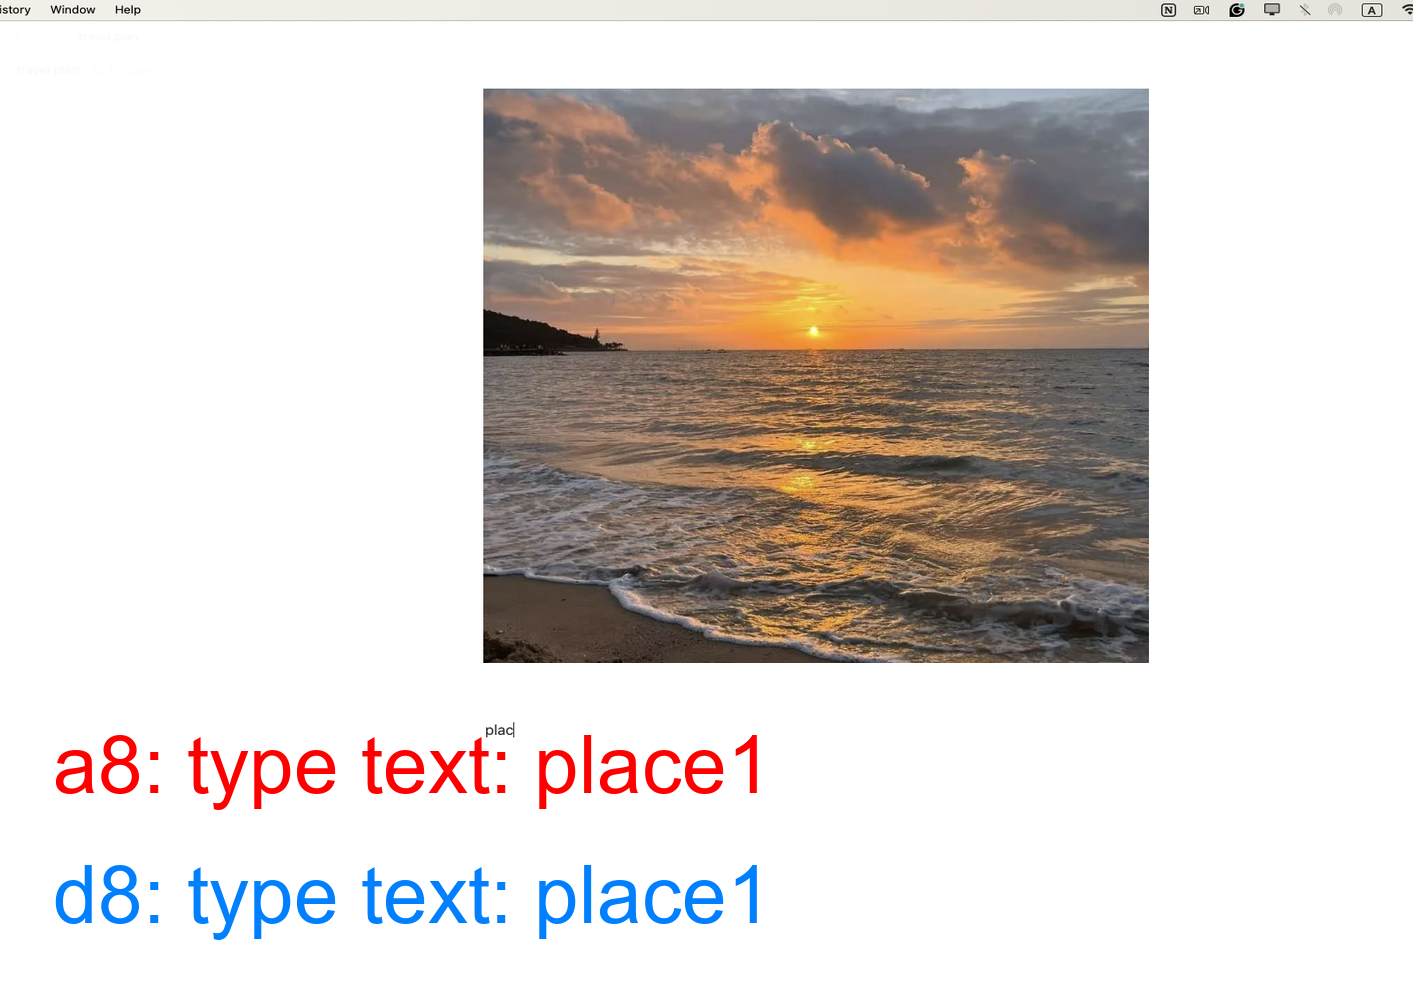 istory Window Help A
travel plan
travel plan
plac
a8: type text: place1
d8: type text: place1